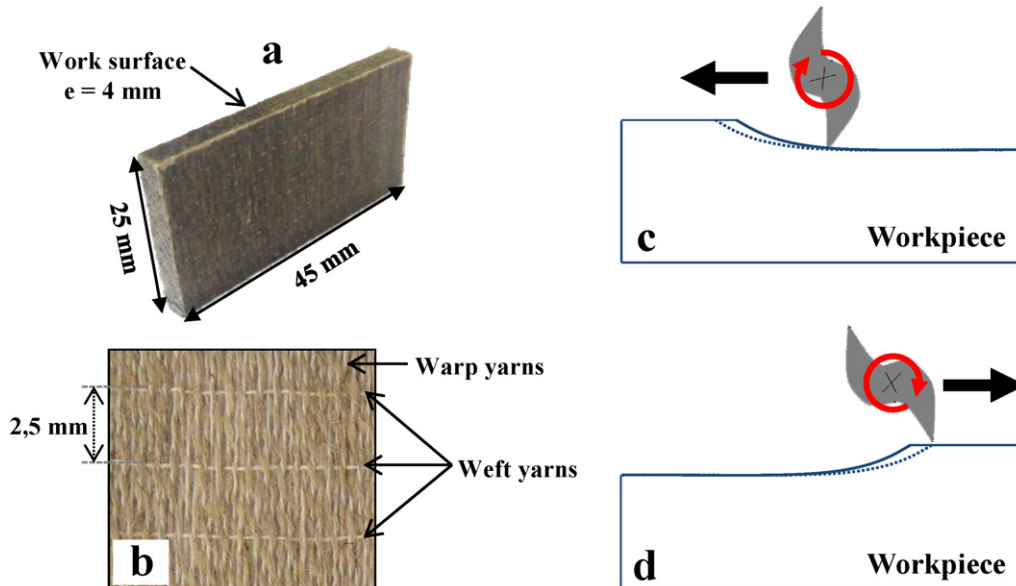 a
Work surface
e = 4 mm
25 mm
45 mm
Warp yarns
2,5 mm
Weft yarns
b
c
Workpiece
d
Workpiece